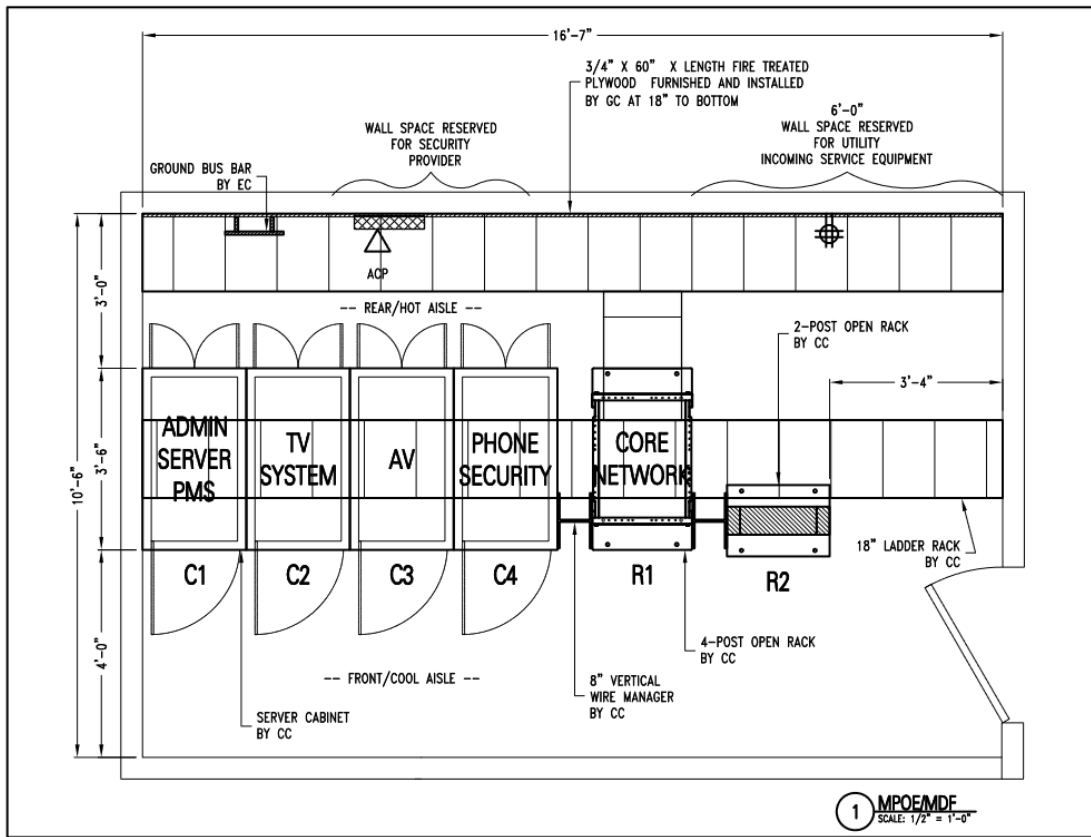 16'-7"
3/4" X 60" X LENGTH FIRE TREATED
PLYWOOD FURNISHED AND INSTALLED
BY GC AT 18" TO BOTTOM
6'-0"
WALL SPACE RESERVED
FOR UTILITY
INCOMING SERVICE EQUIPMENT
WALL SPACE RESERVED
FOR SECURITY
PROVIDER
GROUND BUS BAR
BY EC
ACP
3'-0"
-- REAR/HOT AISLE --
2-POST OPEN RACK
BY CC
3'-4"
10'-6"
3'-6"
ADMIN
SERVER
PMS
TV
SYSTEM
AV
PHONE
SECURITY
CORE
NETWORK
18" LADDER RACK
BY CC
C1
C2
C3
C4
R1
R2
4'-0"
4-POST OPEN RACK
BY CC
-- FRONT/COOL AISLE --
8" VERTICAL
WIRE MANAGER
BY CC
SERVER CABINET
BY CC
1
MPOE/MDF
SCALE: 1/2" = 1'-0"